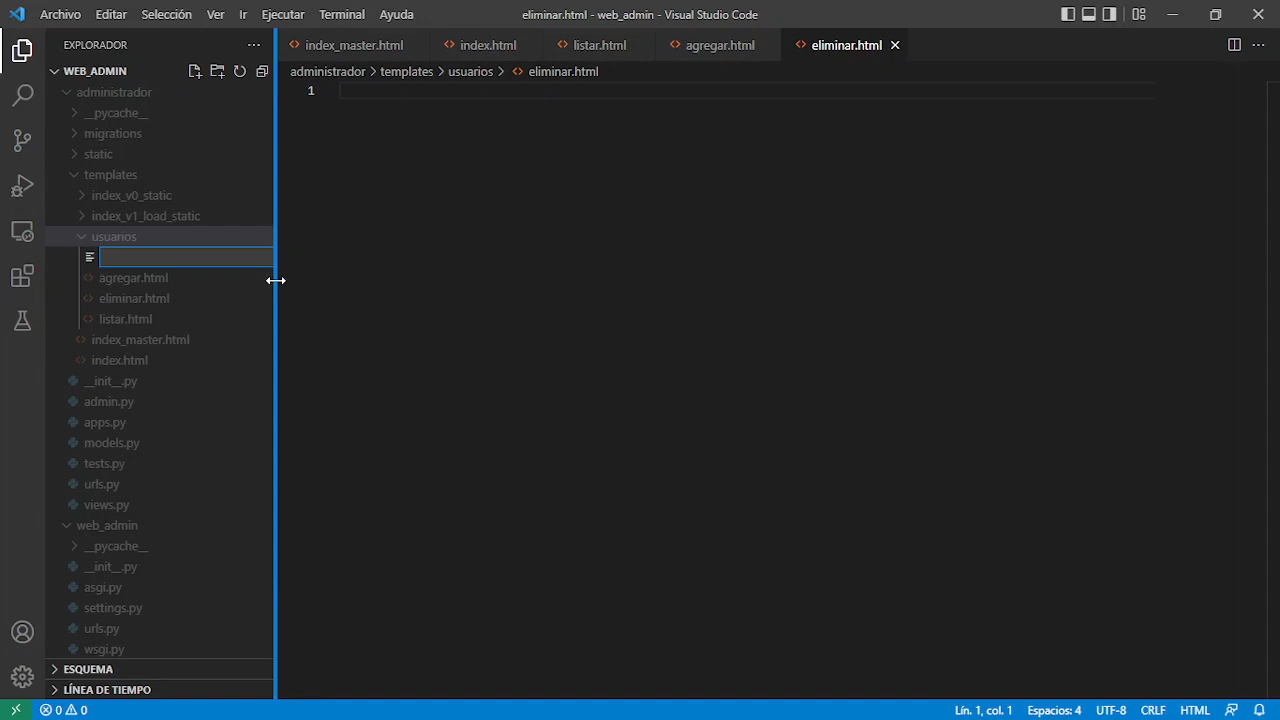 Archivo Editar Selección Ver Ir Ejecutar Terminal Ayuda
eliminar.html - web_admin - Visual Studio Code
EXPLORADOR
index_master.html
index.html
listar.html
agregar.html
eliminar.html
WEB_ADMIN
administrador > templates > usuarios > eliminar.html
1
administrador
__pycache__
migrations
static
templates
index_v0_static
index_v1_load_static
usuarios
agregar.html
eliminar.html
listar.html
index_master.html
index.html
__init__.py
admin.py
apps.py
models.py
tests.py
urls.py
views.py
web_admin
__pycache__
__init__.py
asgi.py
settings.py
urls.py
wsgi.py
ESQUEMA
LÍNEA DE TIEMPO
0 0
Lín. 1, col. 1 Espacios: 4 UTF-8 CRLF HTML